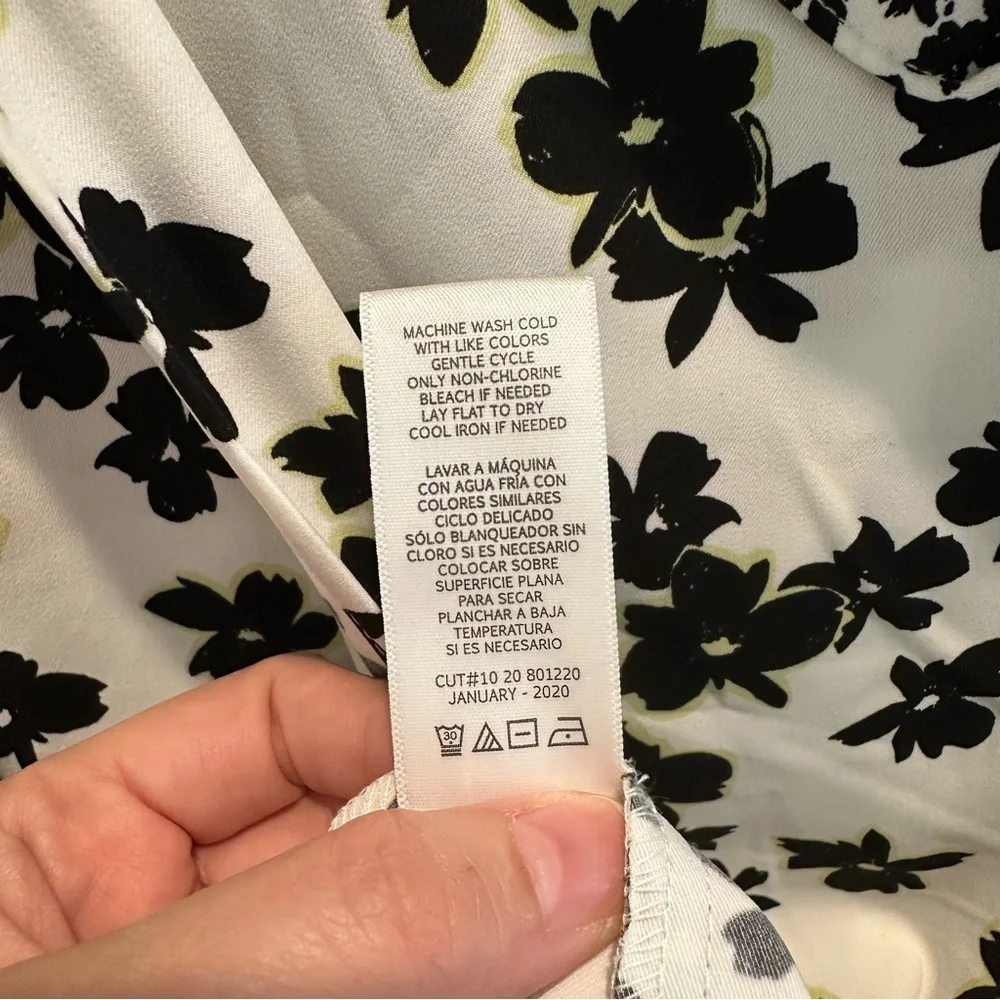 MACHINE WASH COLD
WITH LIKE COLORS
GENTLE CYCLE
ONLY NON-CHLORINE
BLEACH IF NEEDED
LAY FLAT TO DRY
COOL IRON IF NEEDED
LAVAR A MÁQUINA
CON AGUA FRÍA CON
COLORES SIMILARES
CICLO DELICADO
SÓLO BLANQUEADOR SIN
CLORO SI ES NECESARIO
COLOCAR SOBRE
SUPERFICIE PLANA
PARA SECAR
PLANCHAR A BAJA
TEMPERATURA
SI ES NECESARIO
CUT#10 20 801220
JANUARY - 2020
30